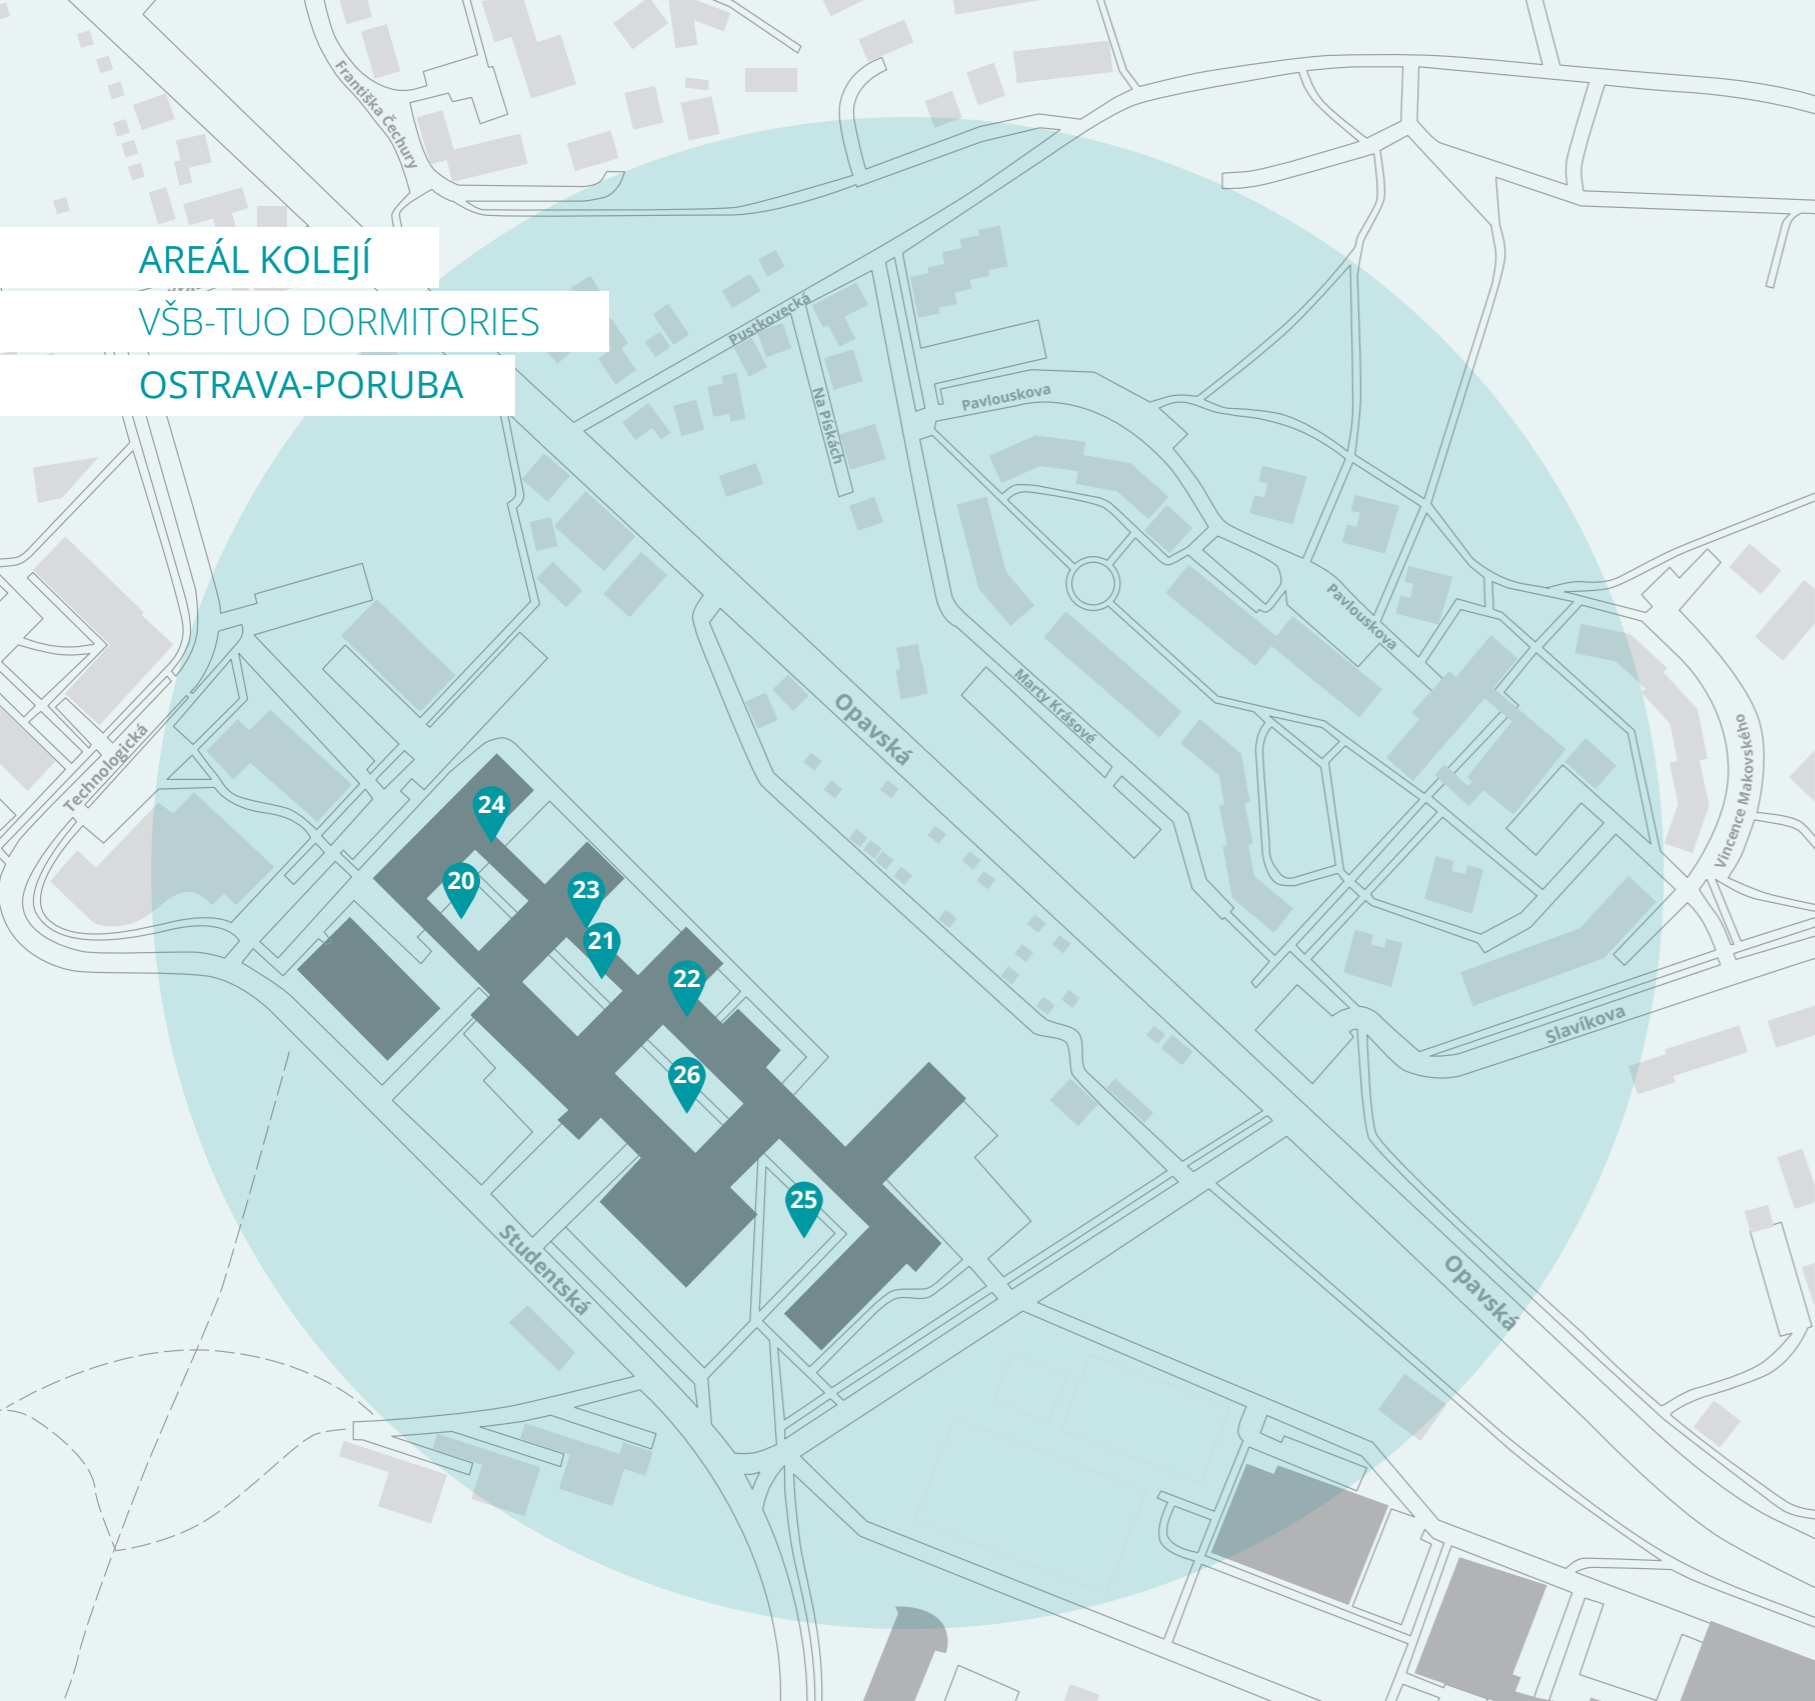 Františka Čechury
AREÁL KOLEJÍ
VŠB-TUO DORMITORIES
OSTRAVA-PORUBA
Pustkovecká
Na Pískách
Pavlouskova
Pavlouskova
Marty Krásové
Opavská
Technologická
Vincence Makovského
24
20
23
21
22
26
25
Slavíkova
Studentská
Opavská